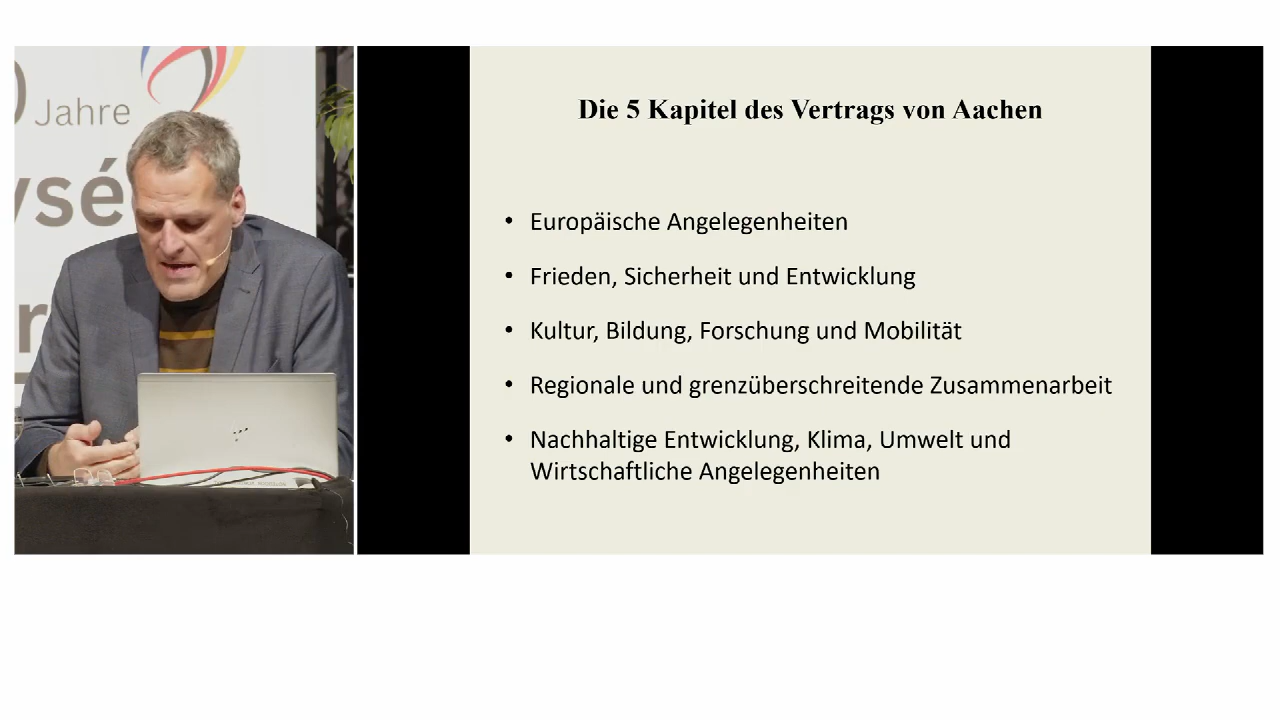 Jahre
ysé
r
Die 5 Kapitel des Vertrags von Aachen
• Europäische Angelegenheiten
• Frieden, Sicherheit und Entwicklung
• Kultur, Bildung, Forschung und Mobilität
• Regionale und grenzüberschreitende Zusammenarbeit
• Nachhaltige Entwicklung, Klima, Umwelt und
Wirtschaftliche Angelegenheiten